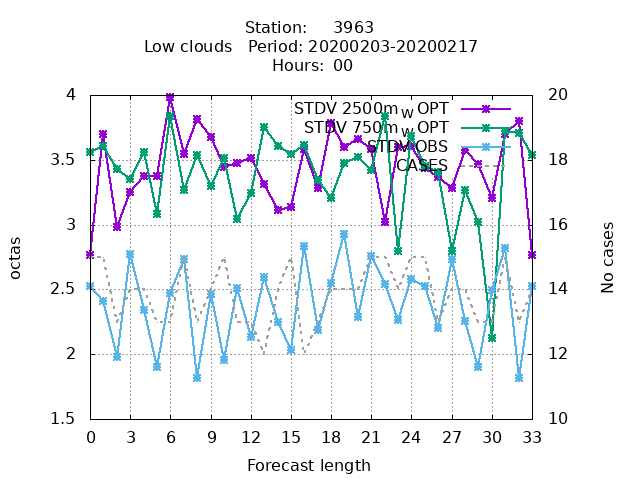 Station: 3963
Low clouds Period: 20200203-20200217
Hours: 00
STDV 2500m W OPT
STDV 750m W OPT
STDV OBS
CASES
4
3.5
3
2.5
2
1.5
20
18
16
14
12
10
octas
No cases
0 3 6 9 12 15 18 21 24 27 30 33
Forecast length